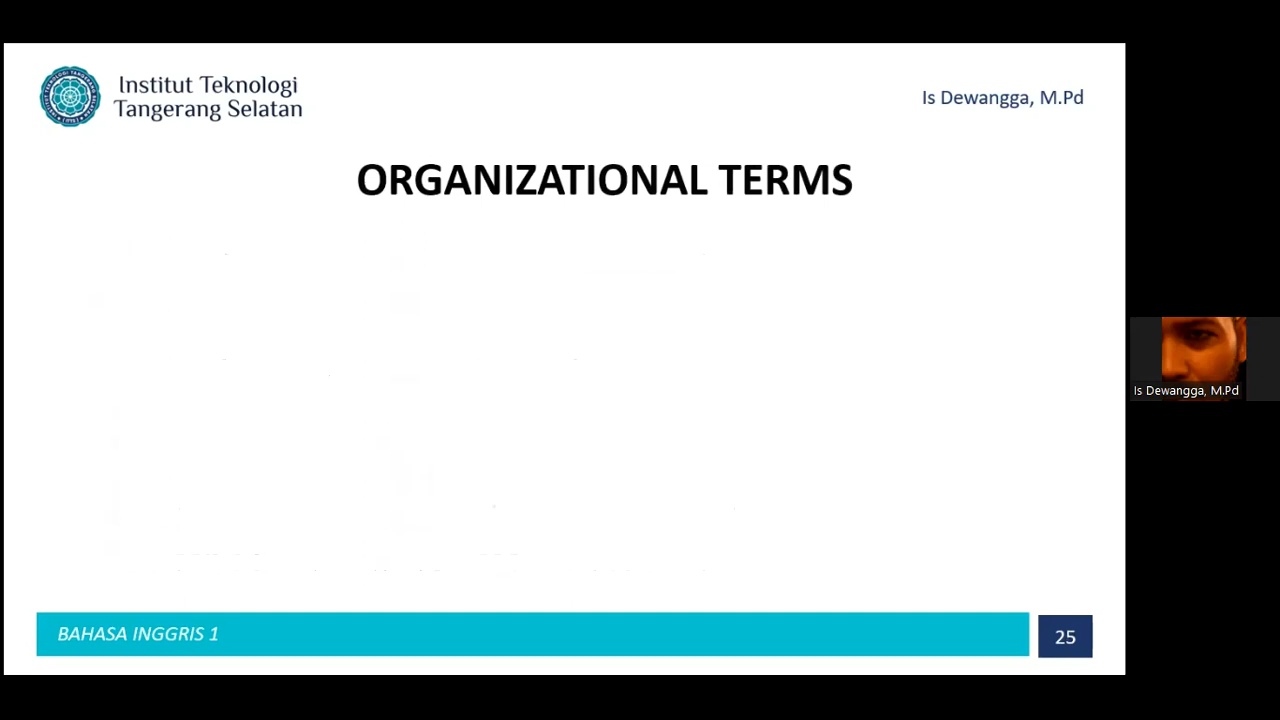 Institut Teknologi
Tangerang Selatan
Is Dewangga, M.Pd
ORGANIZATIONAL TERMS
Is Dewangga, M.Pd
BAHASA INGGRIS 1
25